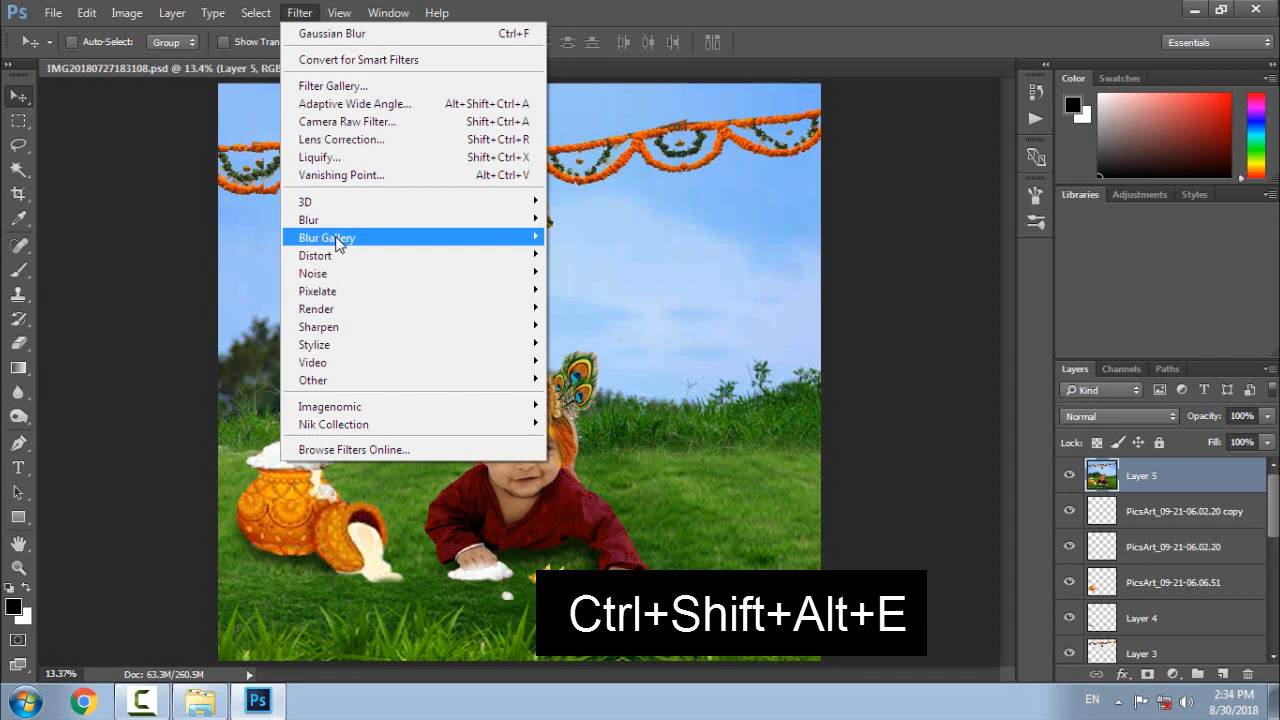 Ps File Edit Image Layer Type Select Filter View Window Help
Auto-Select: Group Show Tran
Essentials
IMG20180727183108.psd @ 13.4% (Layer 5, RGB
Gaussian Blur Ctrl+F
Convert for Smart Filters
Filter Gallery...
Adaptive Wide Angle... Alt+Shift+Ctrl+A
Camera Raw Filter... Shift+Ctrl+A
Lens Correction... Shift+Ctrl+R
Liquify... Shift+Ctrl+X
Vanishing Point... Alt+Ctrl+V
3D
Blur
Blur Gallery
Distort
Noise
Pixelate
Render
Sharpen
Stylize
Video
Other
Imagenomic
Nik Collection
Browse Filters Online...
Color Swatches
Libraries Adjustments Styles
Layers Channels Paths
Kind
Normal Opacity: 100%
Lock: Fill: 100%
Layer 5
PicsArt_09-21-06.02.20 copy
PicsArt_09-21-06.02.20
PicsArt_09-21-06.06.51
Layer 4
Layer 3
Ctrl+Shift+Alt+E
13.37% Doc: 63.3M/260.5M
Ps
EN
2:34 PM
8/30/2018